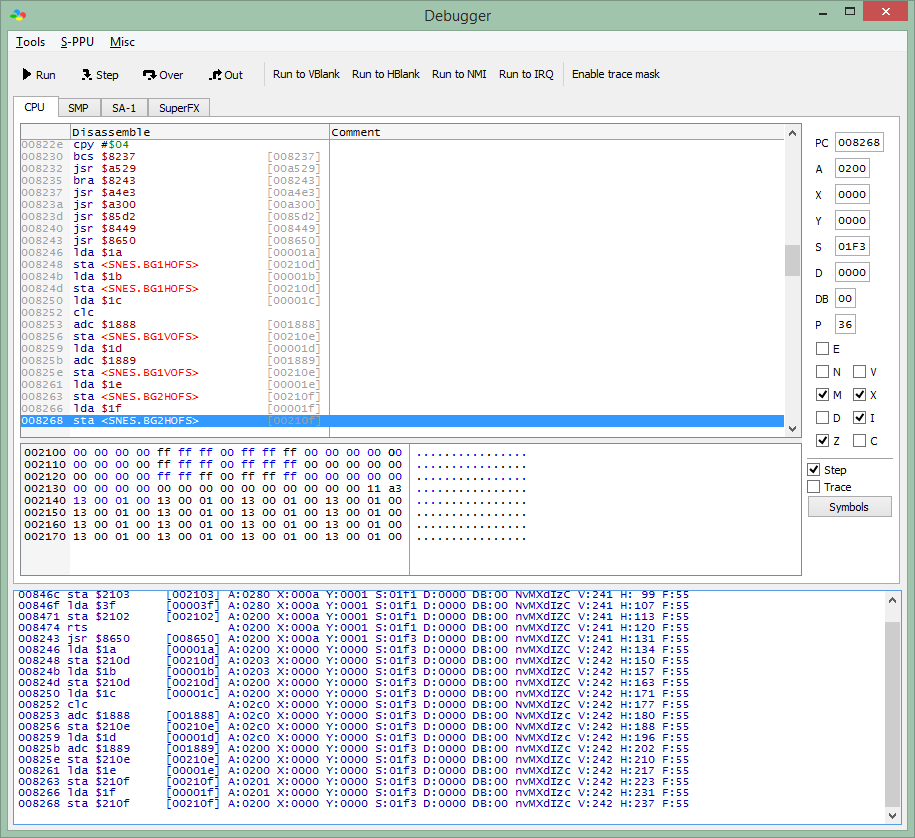 Debugger
Tools S-PPU Misc
Run Step Over Out Run to VBlank Run to HBlank Run to NMI Run to IRQ Enable trace mask
CPU SMP SA-1 SuperFX
Disassemble Comment
00822e cpy #$04
008230 bcs $8237 [008237]
008232 jsr $a529 [00a529]
008235 bra $8243 [008243]
008237 jsr $a4e3 [00a4e3]
00823a jsr $a300 [00a300]
00823d jsr $85d2 [0085d2]
008240 jsr $8449 [008449]
008243 jsr $8650 [008650]
008246 lda $1a [00001a]
008248 sta <SNES.BG1HOFS> [00210d]
00824b lda $1b [00001b]
00824d sta <SNES.BG1HOFS> [00210d]
008250 lda $1c [00001c]
008252 clc
008253 adc $1888 [001888]
008256 sta <SNES.BG1VOFS> [00210e]
008259 lda $1d [00001d]
00825b adc $1889 [001889]
00825e sta <SNES.BG1VOFS> [00210e]
008261 lda $1e [00001e]
008263 sta <SNES.BG2HOFS> [00210f]
008266 lda $1f [00001f]
008268 sta <SNES.BG2HOFS> [00210f]
PC 008268
A 0200
X 0000
Y 0000
S 01F3
D 0000
DB 00
P 36
E
N V
M X
D I
Z C
Step
Trace
Symbols
002100 00 00 00 00 ff ff ff 00 ff ff ff 00 00 00 00 00 ................
002110 00 00 00 00 ff ff ff ff ff ff ff 00 00 00 00 00 ................
002120 00 00 00 00 ff ff ff 00 ff ff ff 00 00 00 00 00 ................
002130 00 00 00 00 00 00 00 00 00 00 00 00 00 00 11 a3 ................
002140 13 00 01 00 13 00 01 00 13 00 01 00 13 00 01 00 ................
002150 13 00 01 00 13 00 01 00 13 00 01 00 13 00 01 00 ................
002160 13 00 01 00 13 00 01 00 13 00 01 00 13 00 01 00 ................
002170 13 00 01 00 13 00 01 00 13 00 01 00 13 00 01 00 ................
00846c sta $2103 [002103] A:0280 X:000a Y:0001 S:01f1 D:0000 DB:00 NvMXdIzC V:241 H: 99 F:55
00846f lda $3f [00003f] A:0280 X:000a Y:0001 S:01f1 D:0000 DB:00 NvMXdIzC V:241 H:107 F:55
008471 sta $2102 [002102] A:0200 X:000a Y:0001 S:01f1 D:0000 DB:00 nvMXdIZC V:241 H:113 F:55
008474 rts A:0200 X:000a Y:0001 S:01f1 D:0000 DB:00 nvMXdIZC V:241 H:120 F:55
008243 jsr $8650 [008650] A:0200 X:000a Y:0001 S:01f3 D:0000 DB:00 nvMXdIZC V:241 H:131 F:55
008246 lda $1a [00001a] A:0200 X:0000 Y:0000 S:01f3 D:0000 DB:00 nvMXdIZC V:242 H:134 F:55
008248 sta $210d [00210d] A:0203 X:0000 Y:0000 S:01f3 D:0000 DB:00 nvMXdIzC V:242 H:150 F:55
00824b lda $1b [00001b] A:0203 X:0000 Y:0000 S:01f3 D:0000 DB:00 nvMXdIzC V:242 H:157 F:55
00824d sta $210d [00210d] A:0200 X:0000 Y:0000 S:01f3 D:0000 DB:00 nvMXdIZC V:242 H:163 F:55
008250 lda $1c [00001c] A:0200 X:0000 Y:0000 S:01f3 D:0000 DB:00 nvMXdIZC V:242 H:171 F:55
008252 clc A:02c0 X:0000 Y:0000 S:01f3 D:0000 DB:00 NvMXdIzC V:242 H:177 F:55
008253 adc $1888 [001888] A:02c0 X:0000 Y:0000 S:01f3 D:0000 DB:00 NvMXdIzc V:242 H:180 F:55
008256 sta $210e [00210e] A:02c0 X:0000 Y:0000 S:01f3 D:0000 DB:00 NvMXdIzc V:242 H:188 F:55
008259 lda $1d [00001d] A:02c0 X:0000 Y:0000 S:01f3 D:0000 DB:00 NvMXdIzc V:242 H:196 F:55
00825b adc $1889 [001889] A:0200 X:0000 Y:0000 S:01f3 D:0000 DB:00 nvMXdIZc V:242 H:202 F:55
00825e sta $210e [00210e] A:0200 X:0000 Y:0000 S:01f3 D:0000 DB:00 nvMXdIZc V:242 H:210 F:55
008261 lda $1e [00001e] A:0200 X:0000 Y:0000 S:01f3 D:0000 DB:00 nvMXdIZc V:242 H:217 F:55
008263 sta $210f [00210f] A:0201 X:0000 Y:0000 S:01f3 D:0000 DB:00 nvMXdIzc V:242 H:223 F:55
008266 lda $1f [00001f] A:0201 X:0000 Y:0000 S:01f3 D:0000 DB:00 nvMXdIzc V:242 H:231 F:55
008268 sta $210f [00210f] A:0200 X:0000 Y:0000 S:01f3 D:0000 DB:00 nvMXdIZc V:242 H:237 F:55